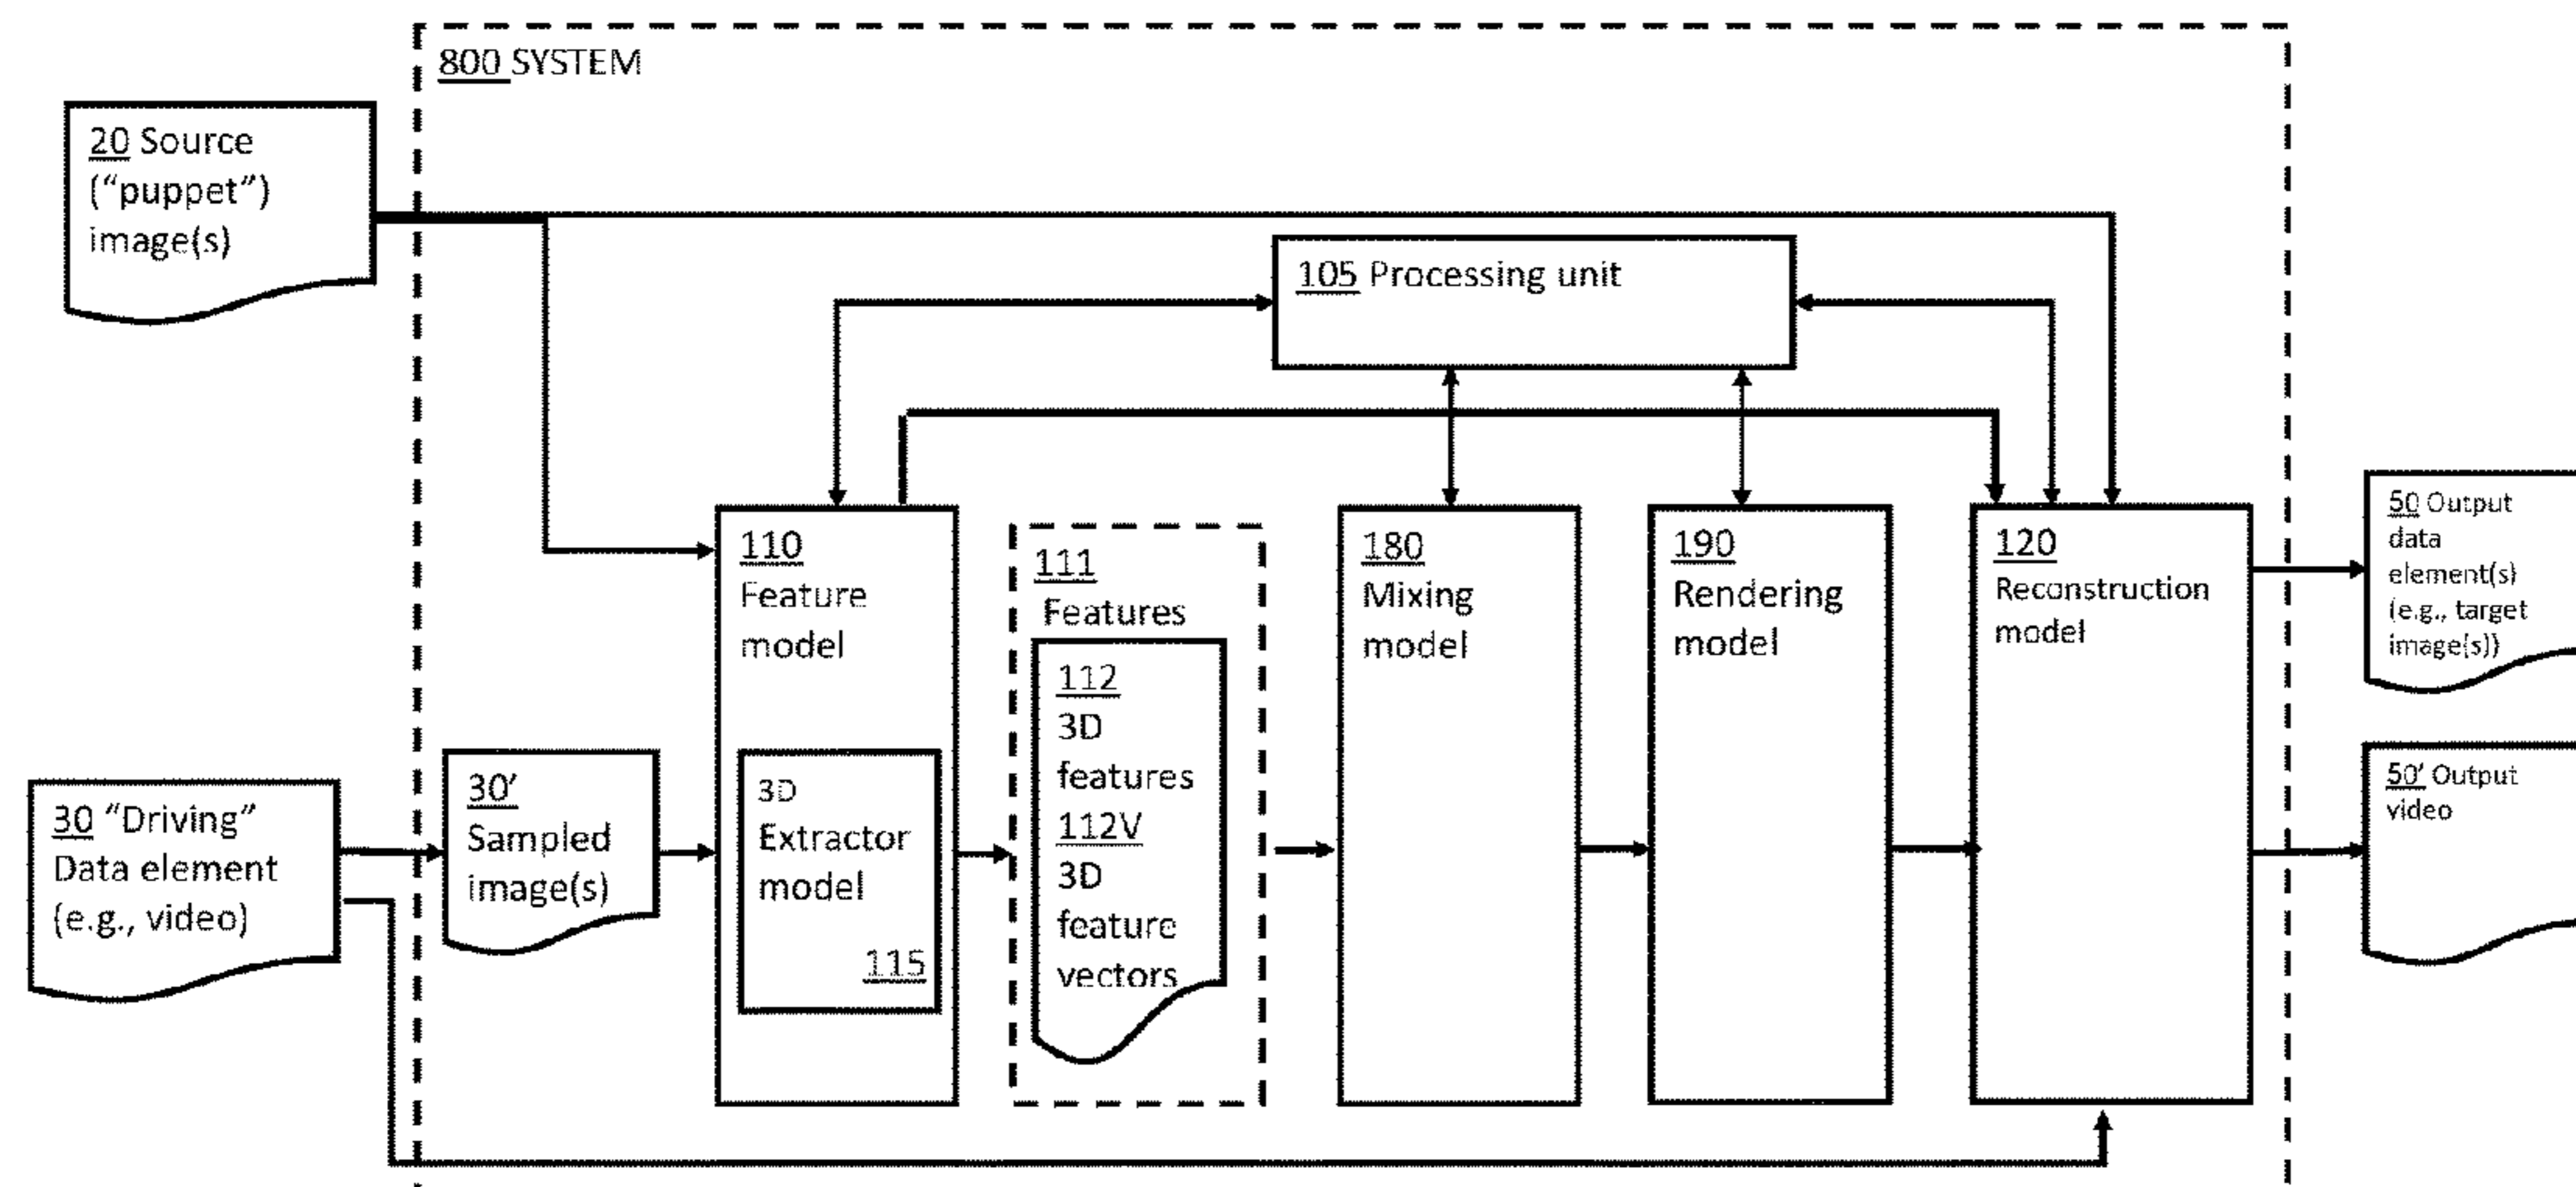 800 SYSTEM
20 Source
(“puppet”)
image(s)
105 Processing unit
30 “Driving”
Data element
(e.g., video)
30’
Sampled
image(s)
110
Feature
model
3D
Extractor
model
115
111
Features
112
3D
features
112V
3D
feature
vectors
180
Mixing
model
190
Rendering
model
120
Reconstruction
model
50 Output
data
element(s)
(e.g., target
image(s))
50’ Output
video